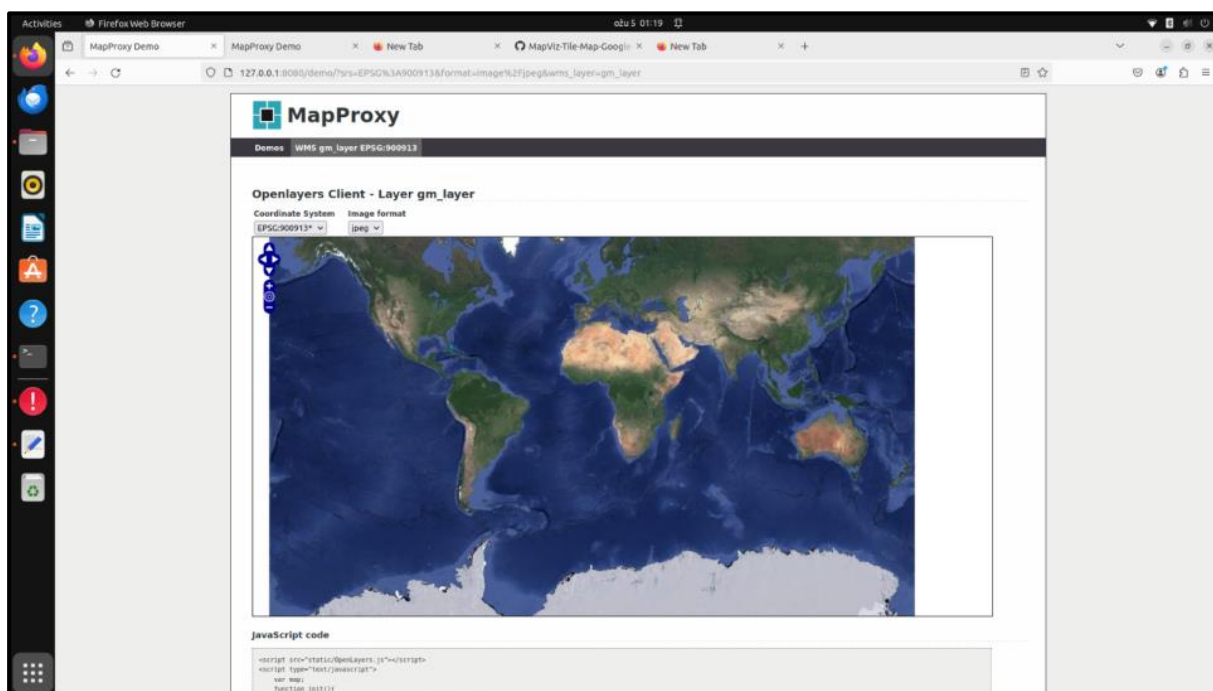 Activities Firefox Web Browser ožu 5 01:19
MapProxy Demo × MapProxy Demo × New Tab × MapViz-Tile-Map-Google × New Tab × +
127.0.0.1:8080/demo/?srs=EPSG%3A900913&format=image%2Fjpeg&wms_layer=gm_layer
MapProxy
Demos WMS gm_layer EPSG:900913
Openlayers Client - Layer gm_layer
Coordinate System Image format
EPSG:900913* jpeg
JavaScript code
<script src="static/OpenLayers.js"></script>
<script type="text/javascript">
var map;
function init(){